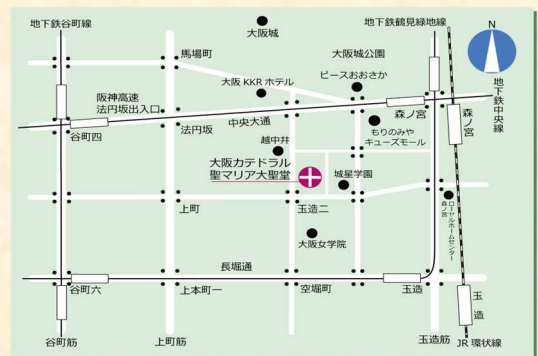 地下鉄谷町線
大阪城
地下鉄鶴見緑地線
N
馬場町
大阪城公園
大阪 KKR ホテル
ピースおおさか
阪神高速
法円坂出入口
地下鉄中央線
谷町四
法円坂
中央大通
森ノ宮
森ノ宮
もりのみや
キューズモール
越中井
大阪カテドラル
聖マリア大聖堂
城星学園
上町
玉造二
ローヤルホームセンター
森ノ宮
大阪女学院
長堀通
谷町六
上本町一
空堀町
玉造
玉造
谷町筋
上町筋
玉造筋
JR 環状線